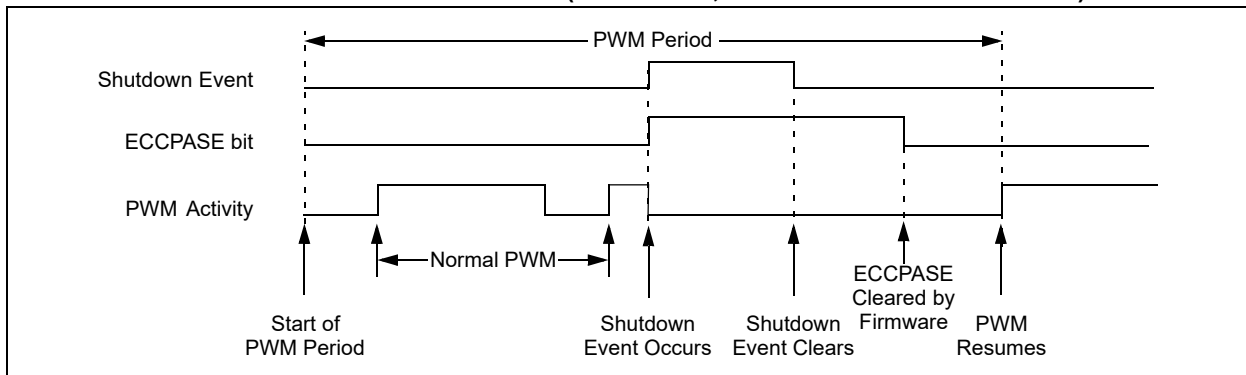 PWM Period
Shutdown Event
ECCPASE bit
PWM Activity
Normal PWM
Start of
PWM Period
Shutdown
Event Occurs
Shutdown
Event Clears
ECCPASE
Cleared by
Firmware
PWM
Resumes